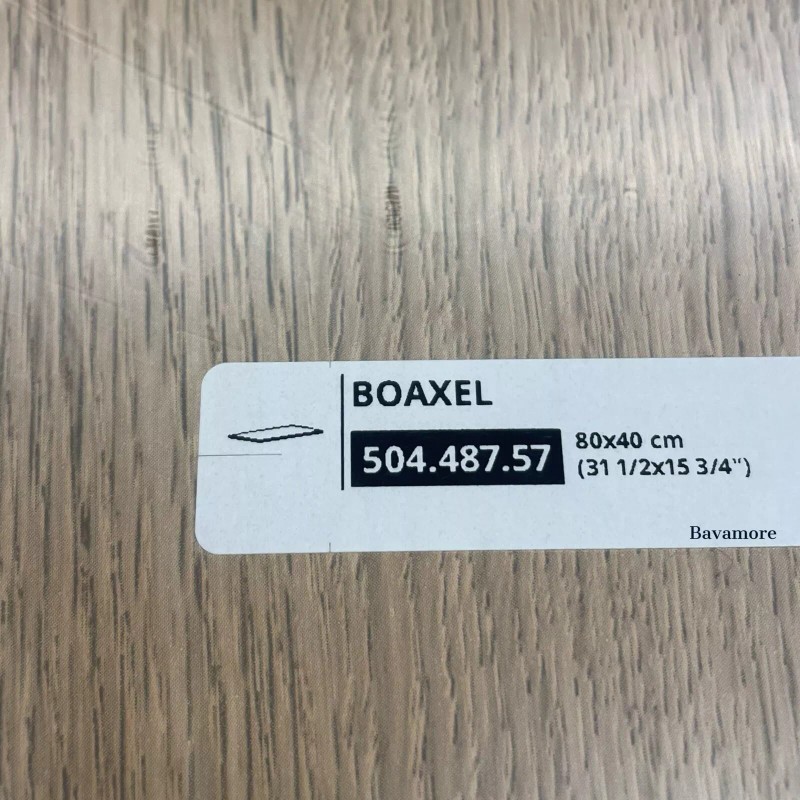 BOAXEL
504.487.57
80x40 cm
(31 1/2x15 3/4")
Bavamore